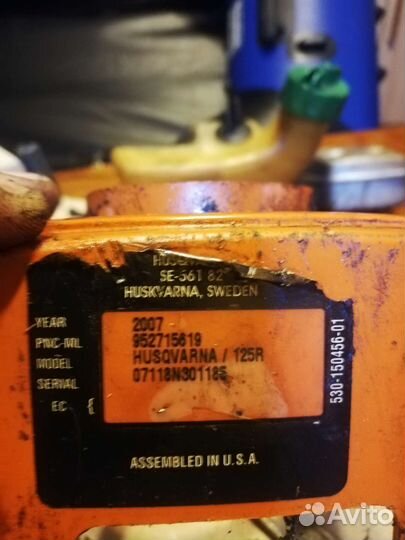 SE-561 82
HUSKVARNA, SWEDEN
YEAR 2007
PNC-ML 952715619
MODEL HUSQVARNA / 125R
SERIAL 07118N301185
EC {
530-150456-01
ASSEMBLED IN U.S.A.
Avito